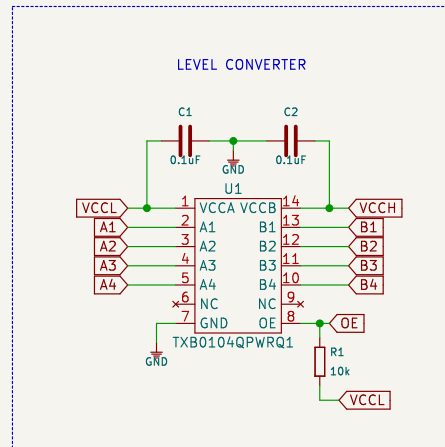 LEVEL CONVERTER
C1 C2
0.1uF 0.1uF
GND
U1
VCCL 1 VCCA VCCB 14 VCCH
A1 2 A1 B1 13 B1
A2 3 A2 B2 12 B2
A3 4 A3 B3 11 B3
A4 5 A4 B4 10 B4
6 NC NC 9
7 GND OE 8 OE
TXB0104QPWRQ1
GND
R1
10k
VCCL